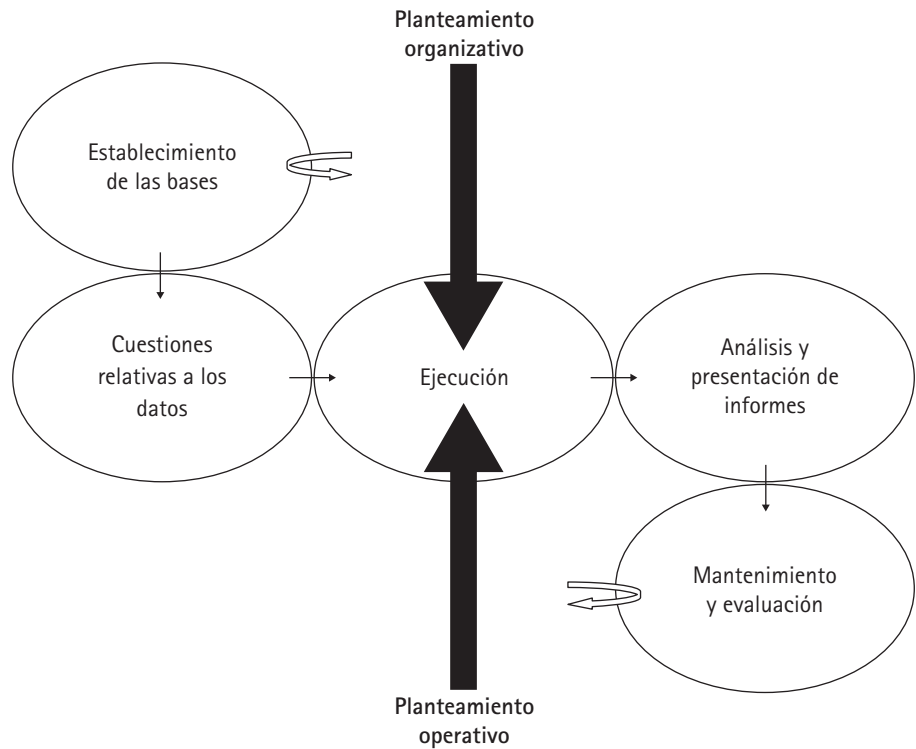 Planteamiento
organizativo
Establecimiento
de las bases
Cuestiones
relativas a los
datos
Ejecución
Análisis y
presentación de
informes
Mantenimiento
y evaluación
Planteamiento
operativo